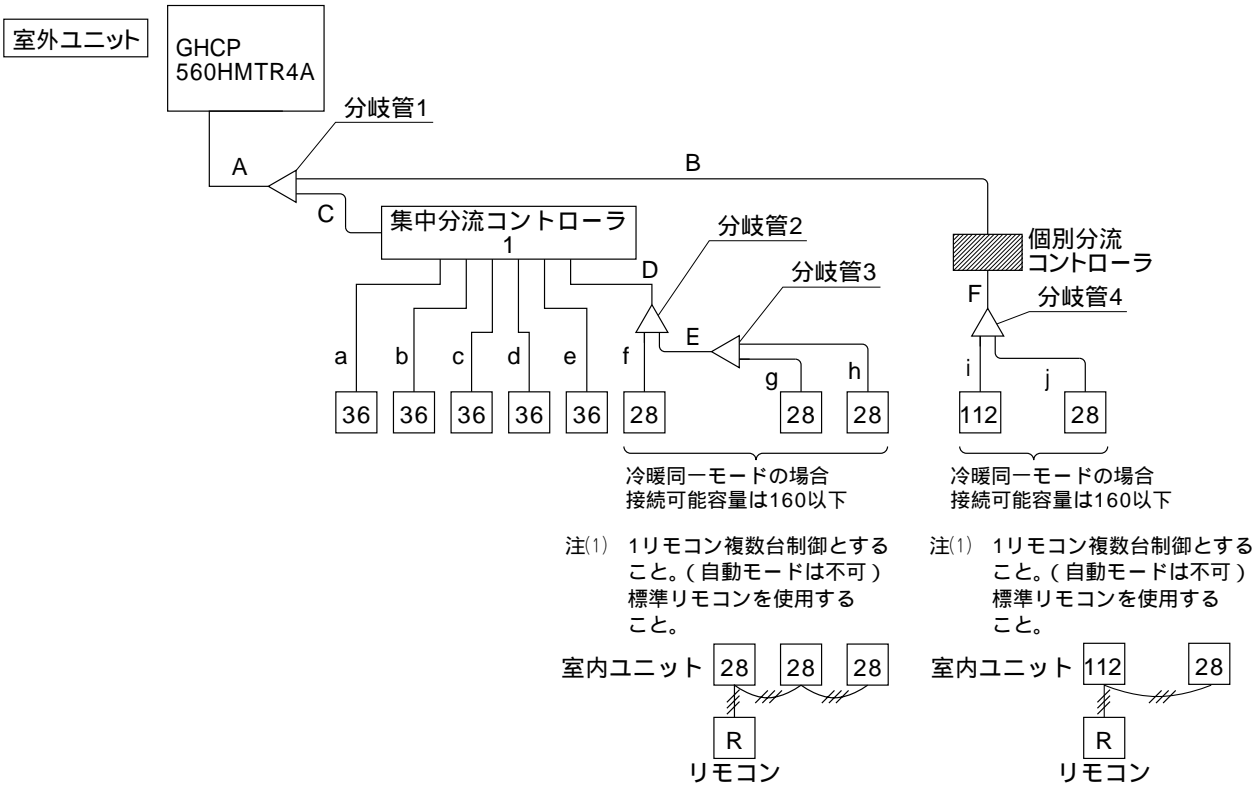 室外ユニット
GHCP
560HMTR4A
分岐管1
A
B
C
集中分流コントローラ
1
分岐管2
D
個別分流
コントローラ
分岐管3
F
分岐管4
E
a
b
c
d
e
f
g
h
i
j
36
36
36
36
36
28
28
28
112
28
冷暖同一モードの場合
接続可能容量は160以下
冷暖同一モードの場合
接続可能容量は160以下
注⑴ 1リモコン複数台制御とする
こと。(自動モードは不可)
標準リモコンを使用する
こと。
注⑴ 1リモコン複数台制御とする
こと。(自動モードは不可)
標準リモコンを使用する
こと。
室内ユニット 28 28 28
R
リモコン
室内ユニット 112 28
R
リモコン